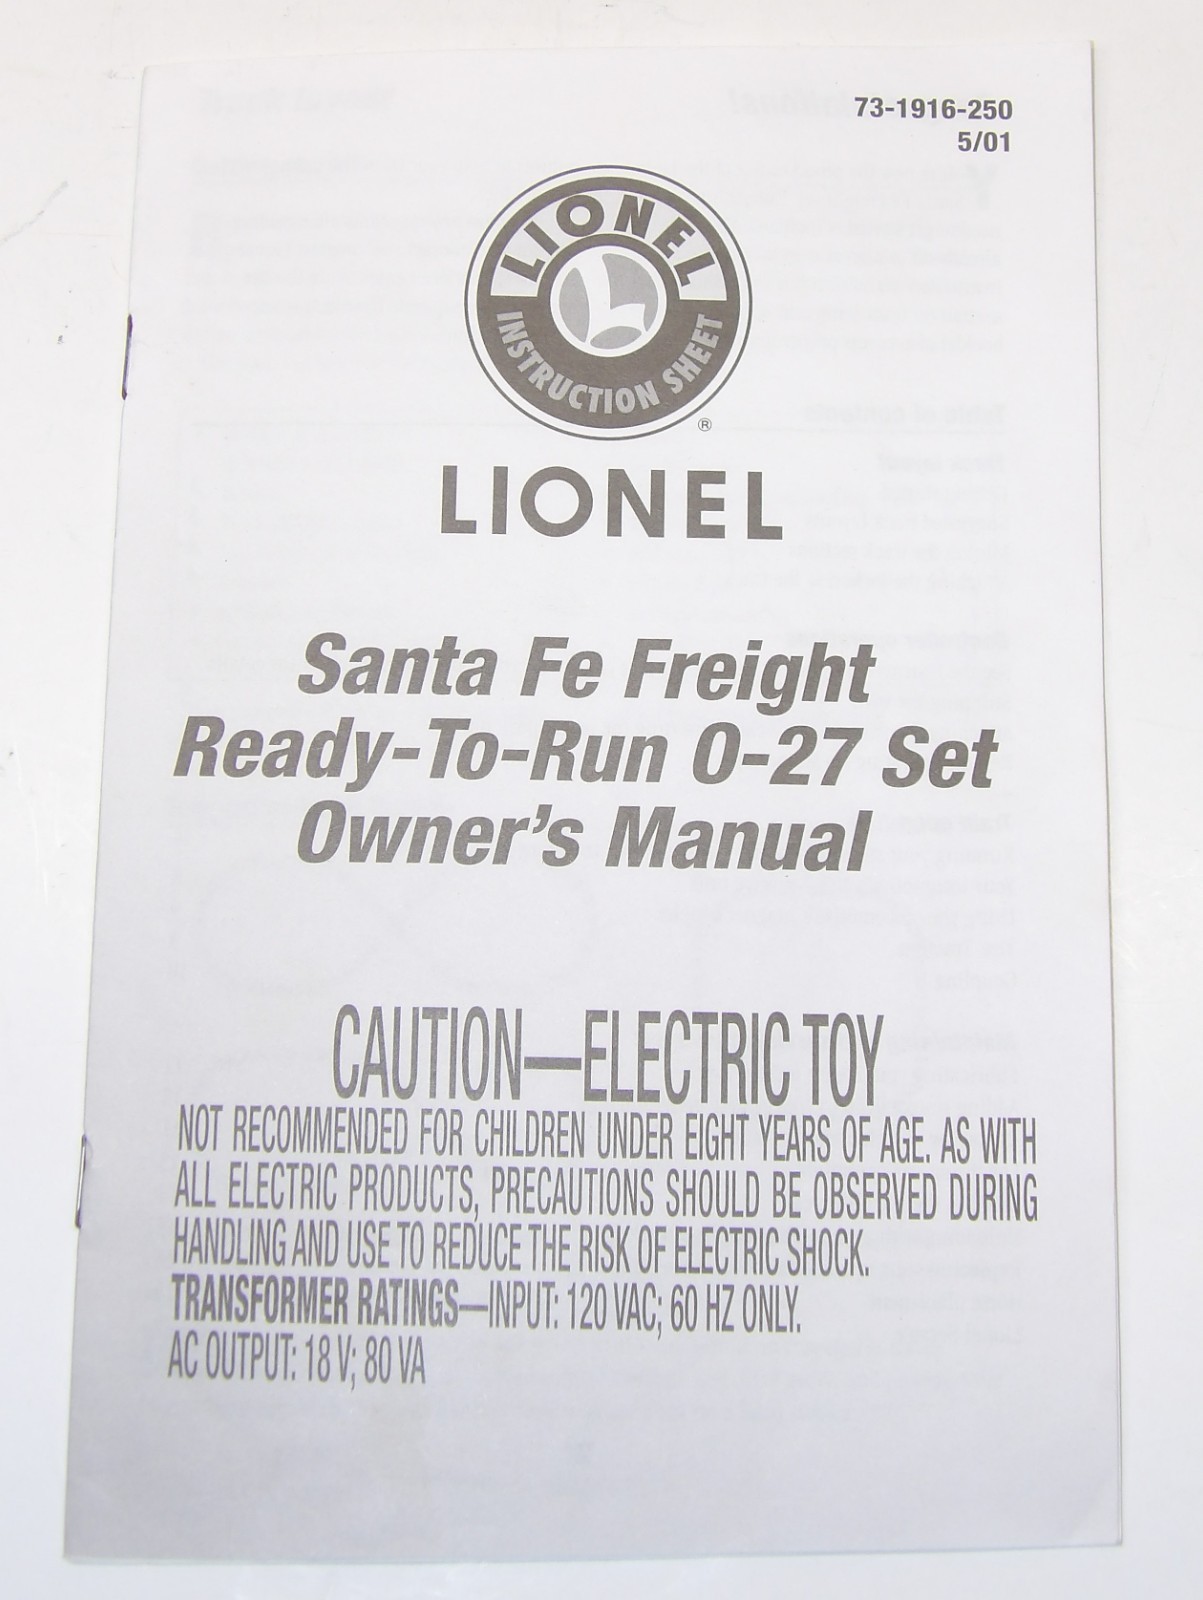 73-1916-250
5/01
LIONEL
INSTRUCTION SHEET
®
LIONEL
Santa Fe Freight
Ready-To-Run O-27 Set
Owner's Manual
CAUTION—ELECTRIC TOY
NOT RECOMMENDED FOR CHILDREN UNDER EIGHT YEARS OF AGE. AS WITH
ALL ELECTRIC PRODUCTS, PRECAUTIONS SHOULD BE OBSERVED DURING
HANDLING AND USE TO REDUCE THE RISK OF ELECTRIC SHOCK.
TRANSFORMER RATINGS—INPUT: 120 VAC; 60 HZ ONLY.
AC OUTPUT: 18 V; 80 VA